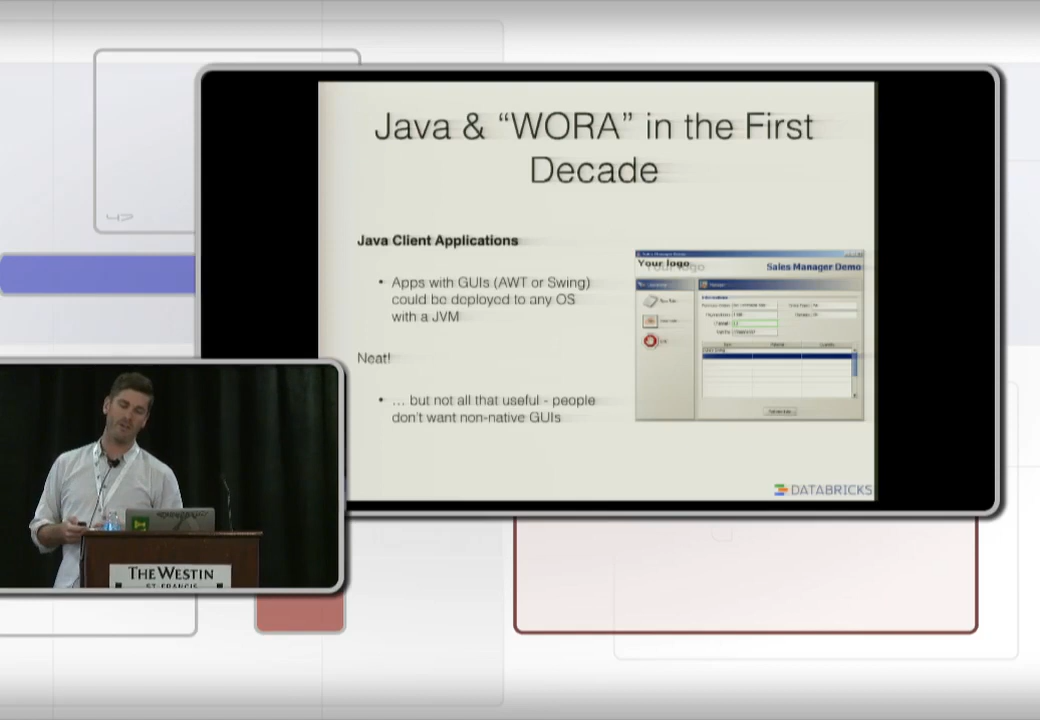 Java & “WORA” in the First
Decade
Java Client Applications
• Apps with GUIs (AWT or Swing)
could be deployed to any OS
with a JVM
Neat!
• ... but not all that useful - people
don't want non-native GUIs
Your logo
Sales Manager Demo
DATABRICKS
THE WESTIN
ST. FRANCIS